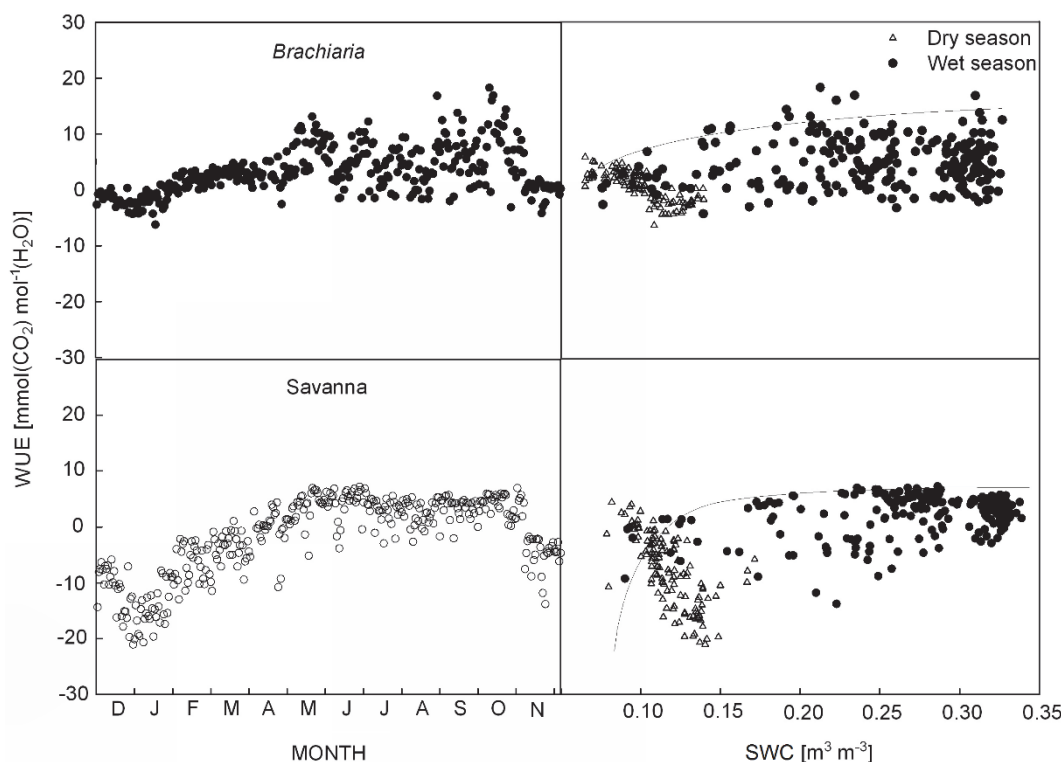 30
20
10
0
-10
-20
-30
20
10
0
-10
-20
-30
WUE [mmol(CO₂) mol⁻¹(H₂O)]
Brachiaria
Dry season
Wet season
Savanna
D J F M A M J J A S O N
MONTH
0.10 0.15 0.20 0.25 0.30 0.35
SWC [m³ m⁻³]